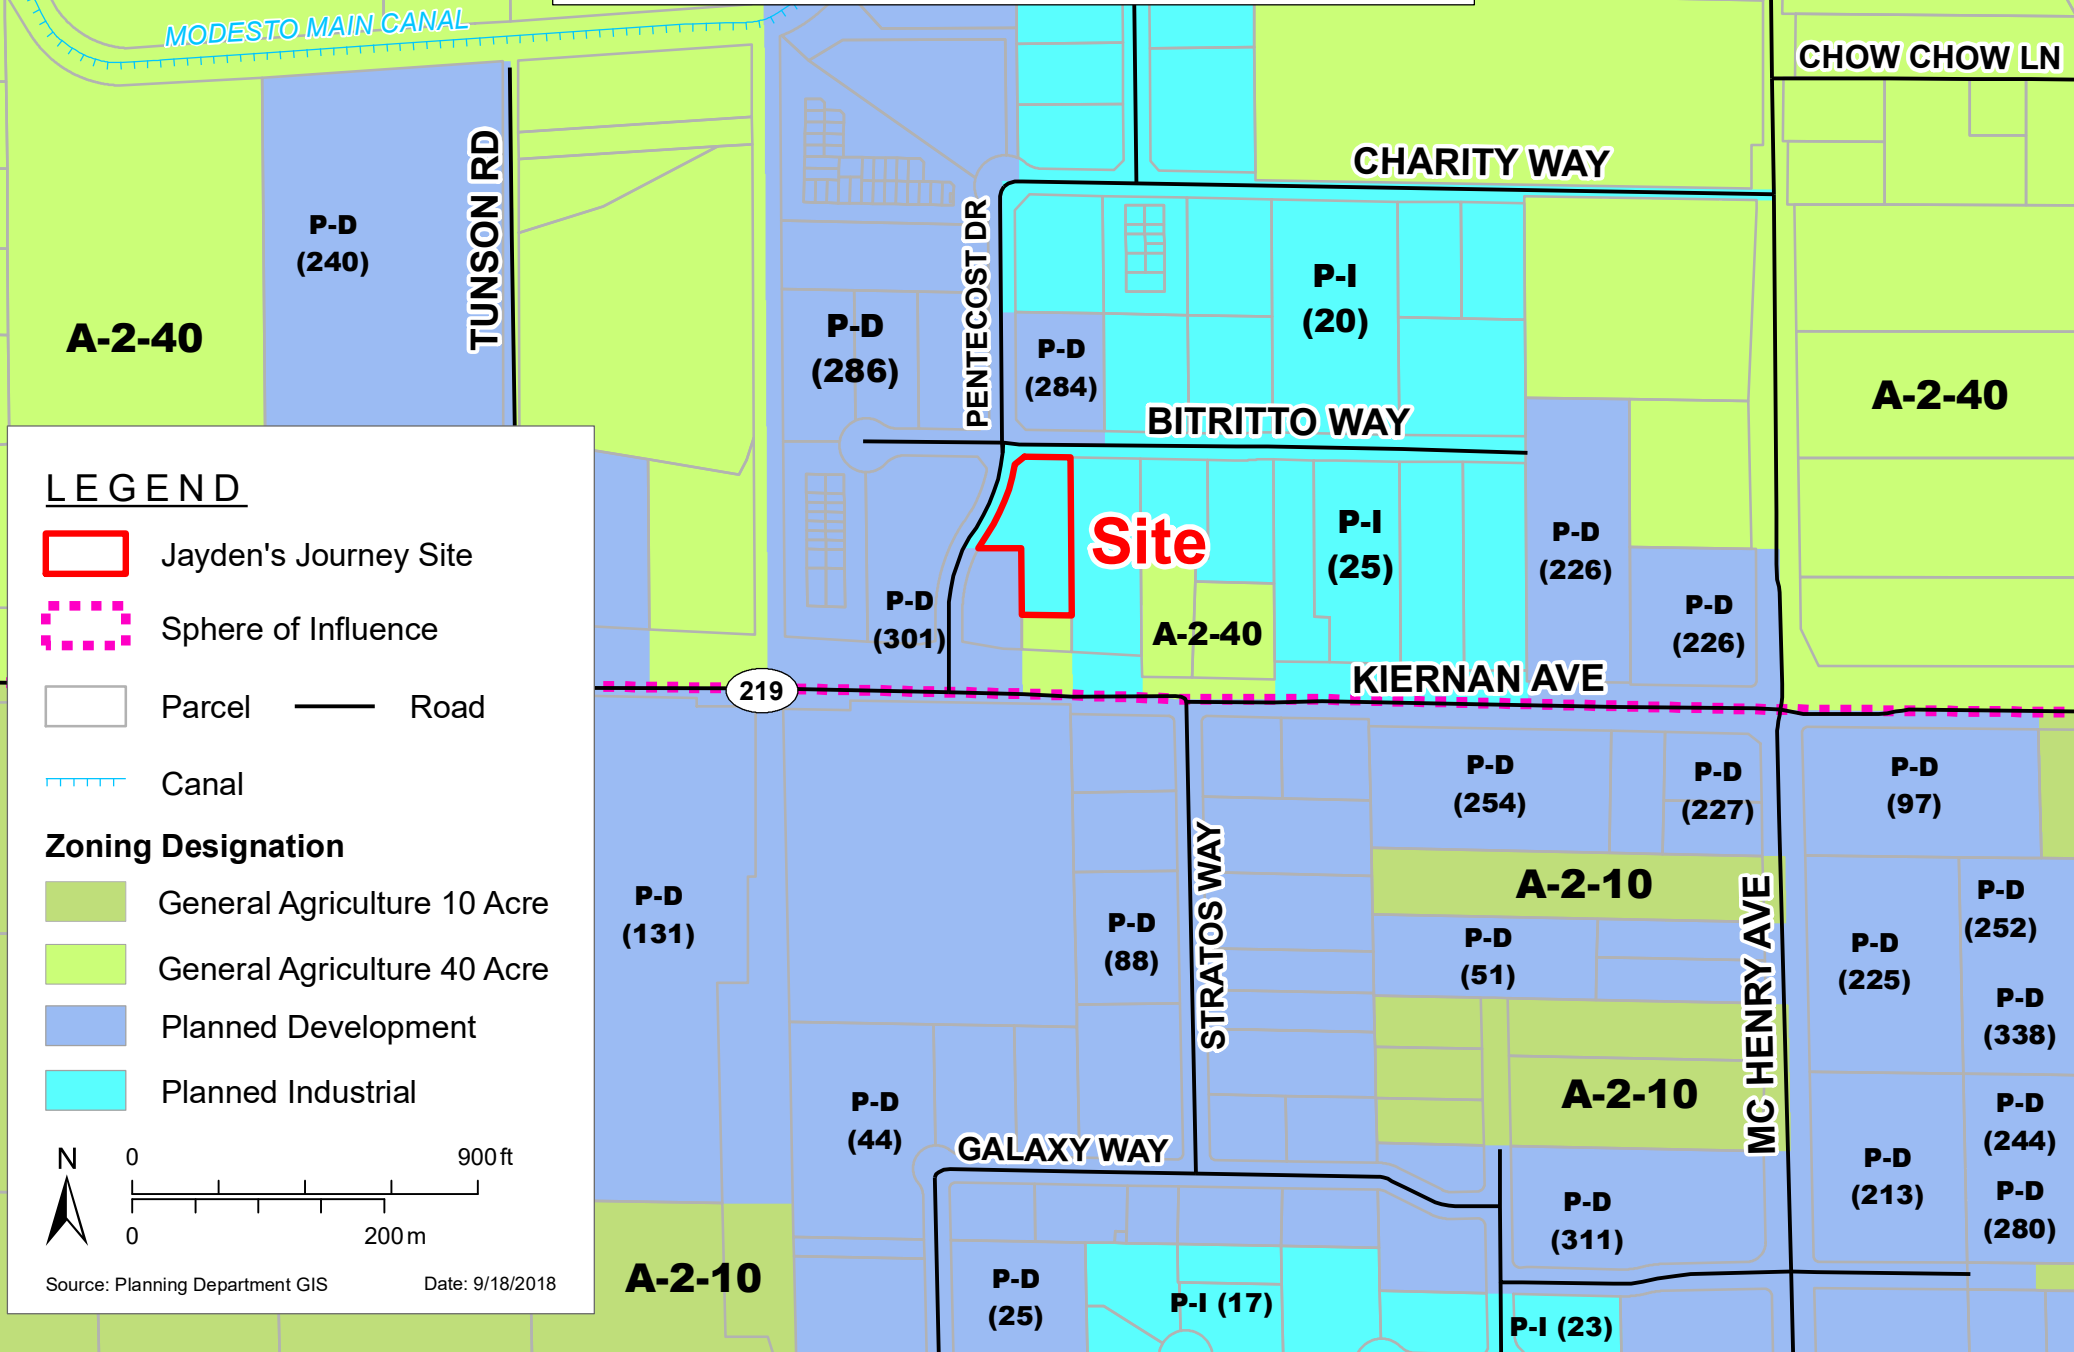 MODESTO MAIN CANAL
CHOW CHOW LN
CHARITY WAY
TUNSON RD
P-D
(240)
PENTECOST DR
P-I
(20)
A-2-40
P-D
(286)
P-D
(284)
A-2-40
BITRITTO WAY
LEGEND
Jayden's Journey Site
Sphere of Influence
Parcel
Road
Canal
Zoning Designation
General Agriculture 10 Acre
General Agriculture 40 Acre
Planned Development
Planned Industrial
N
0
900 ft
0
200 m
Source: Planning Department GIS
Date: 9/18/2018
Site
P-I
(25)
P-D
(226)
P-D
(301)
A-2-40
P-D
(226)
KIERNAN AVE
219
P-D
(254)
P-D
(227)
P-D
(97)
STRATOS WAY
A-2-10
MC HENRY AVE
P-D
(131)
P-D
(88)
P-D
(51)
P-D
(225)
P-D
(252)
P-D
(338)
A-2-10
P-D
(44)
GALAXY WAY
P-D
(244)
P-D
(213)
P-D
(280)
P-D
(311)
A-2-10
P-D
(25)
P-I (17)
P-I (23)